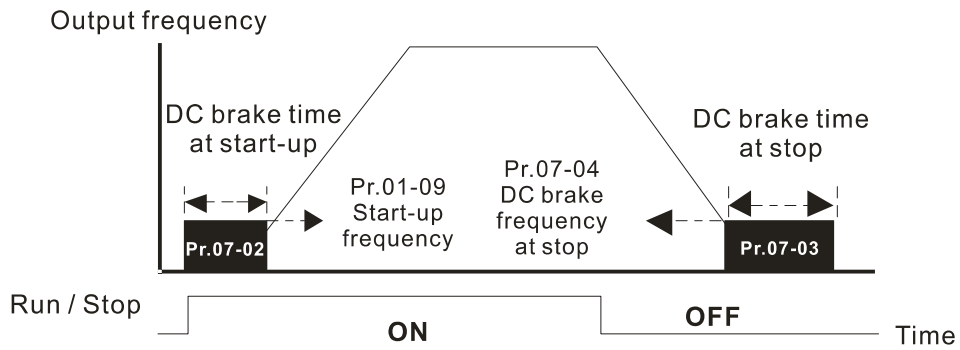 Output frequency
DC brake time
at start-up
DC brake time
at stop
Pr.01-09
Start-up
frequency
Pr.07-04
DC brake
frequency
at stop
Pr.07-02
Pr.07-03
Run / Stop
ON
OFF
Time